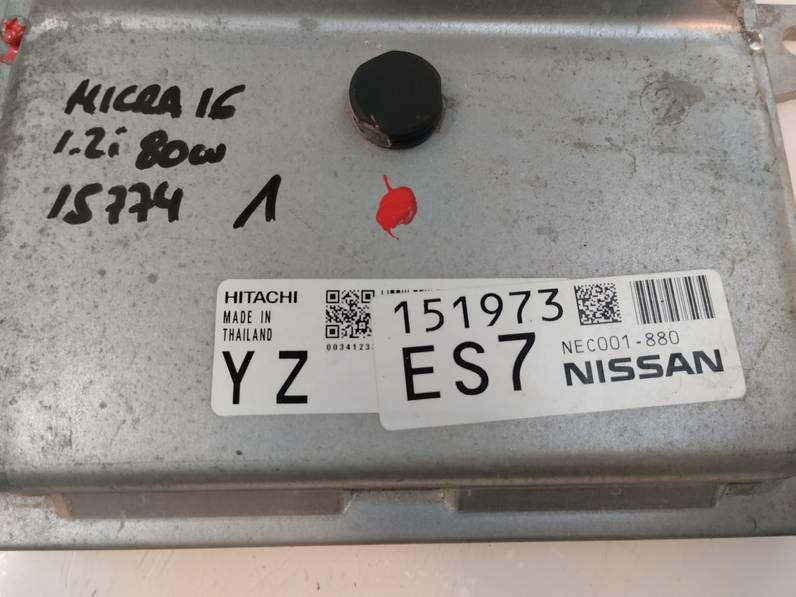 MICRA 16
1.2i 80cv
15774 1
HITACHI
MADE IN
THAILAND
YZ
151973
ES7
NEC001-880
NISSAN